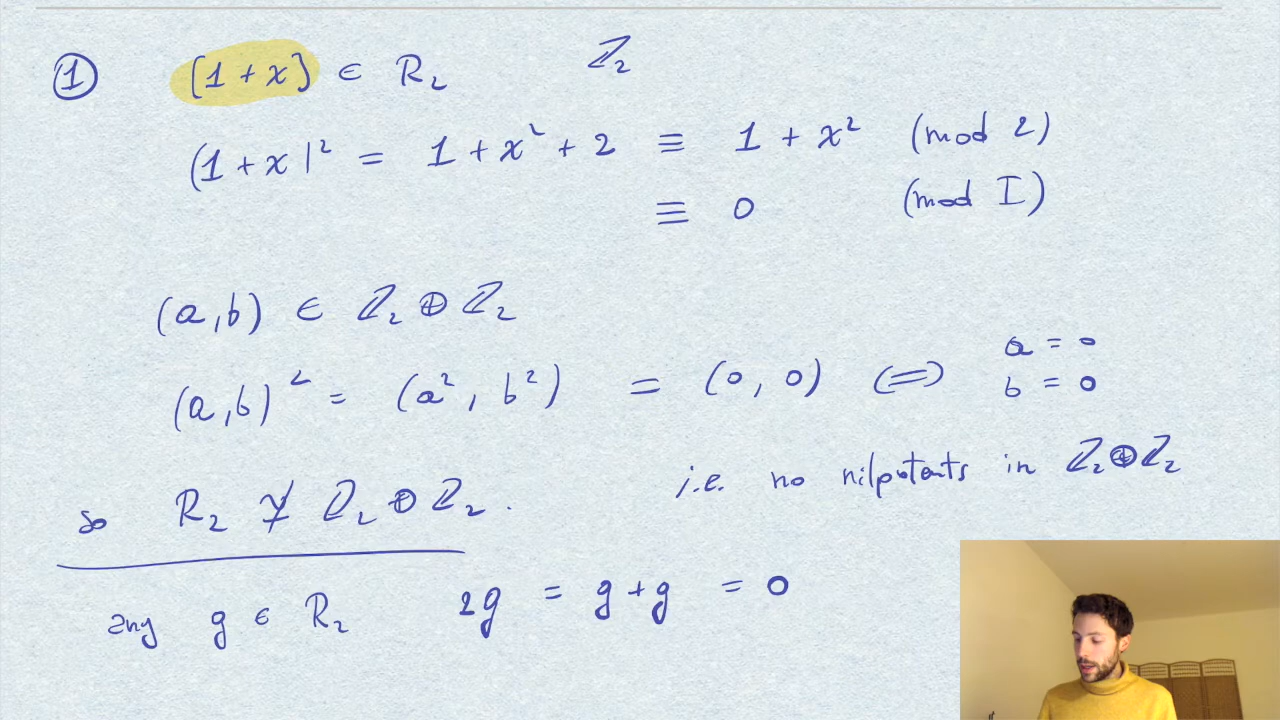 ① [1 + x] ∈ R₂ ℤ₂
(1 + x)² = 1 + x² + 2 ≡ 1 + x² (mod 2)
≡ 0 (mod I)
(a, b) ∈ ℤ₂ ⊕ ℤ₂
(a, b)² = (a², b²) = (0, 0) ⟺ a = 0
b = 0
i.e. no nilpotents in ℤ₂ ⊕ ℤ₂
so R₂ ≄ ℤ₂ ⊕ ℤ₂.
any g ∈ R₂ 2g = g + g = 0